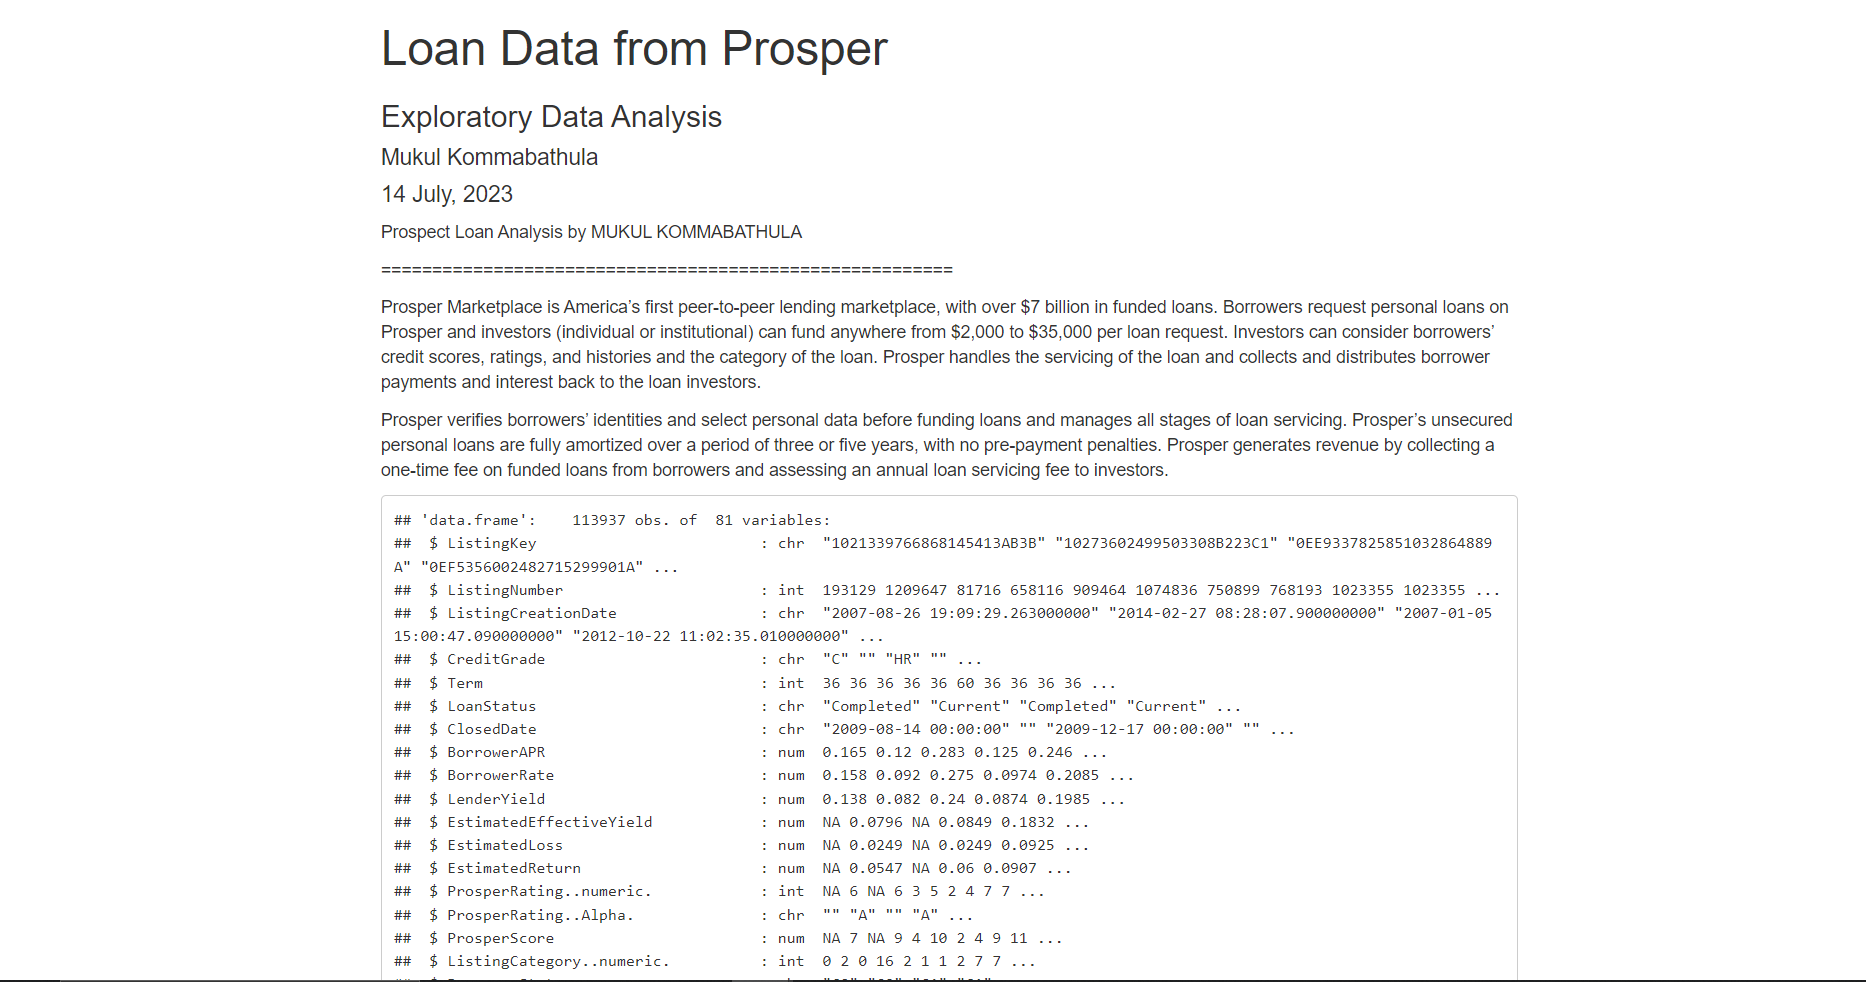 Loan Data from Prosper
Exploratory Data Analysis
Mukul Kommabathula
14 July, 2023
Prospect Loan Analysis by MUKUL KOMMABATHULA
========================================================
Prosper Marketplace is America’s first peer-to-peer lending marketplace, with over $7 billion in funded loans. Borrowers request personal loans on
Prosper and investors (individual or institutional) can fund anywhere from $2,000 to $35,000 per loan request. Investors can consider borrowers’
credit scores, ratings, and histories and the category of the loan. Prosper handles the servicing of the loan and collects and distributes borrower
payments and interest back to the loan investors.
Prosper verifies borrowers’ identities and select personal data before funding loans and manages all stages of loan servicing. Prosper’s unsecured
personal loans are fully amortized over a period of three or five years, with no pre-payment penalties. Prosper generates revenue by collecting a
one-time fee on funded loans from borrowers and assessing an annual loan servicing fee to investors.
## 'data.frame':    113937 obs. of  81 variables:
##  $ ListingKey                         : chr  "1021339766868145413AB3B" "10273602499503308B223C1" "0EE9337825851032864889
A" "0EF5356002482715299901A" ...
##  $ ListingNumber                      : int  193129 1209647 81716 658116 909464 1074836 750899 768193 1023355 1023355 ...
##  $ ListingCreationDate                : chr  "2007-08-26 19:09:29.263000000" "2014-02-27 08:28:07.900000000" "2007-01-05
15:00:47.090000000" "2012-10-22 11:02:35.010000000" ...
##  $ CreditGrade                        : chr  "C" "" "HR" "" ...
##  $ Term                               : int  36 36 36 36 36 60 36 36 36 36 ...
##  $ LoanStatus                         : chr  "Completed" "Current" "Completed" "Current" ...
##  $ ClosedDate                         : chr  "2009-08-14 00:00:00" "" "2009-12-17 00:00:00" "" ...
##  $ BorrowerAPR                        : num  0.165 0.12 0.283 0.125 0.246 ...
##  $ BorrowerRate                       : num  0.158 0.092 0.275 0.0974 0.2085 ...
##  $ LenderYield                        : num  0.138 0.082 0.24 0.0874 0.1985 ...
##  $ EstimatedEffectiveYield            : num  NA 0.0796 NA 0.0849 0.1832 ...
##  $ EstimatedLoss                      : num  NA 0.0249 NA 0.0249 0.0925 ...
##  $ EstimatedReturn                    : num  NA 0.0547 NA 0.06 0.0907 ...
##  $ ProsperRating..numeric.            : int  NA 6 NA 6 3 5 2 4 7 7 ...
##  $ ProsperRating..Alpha.              : chr  "" "A" "" "A" ...
##  $ ProsperScore                       : num  NA 7 NA 9 4 10 2 4 9 11 ...
##  $ ListingCategory..numeric.          : int  0 2 0 16 2 1 1 2 7 7 ...